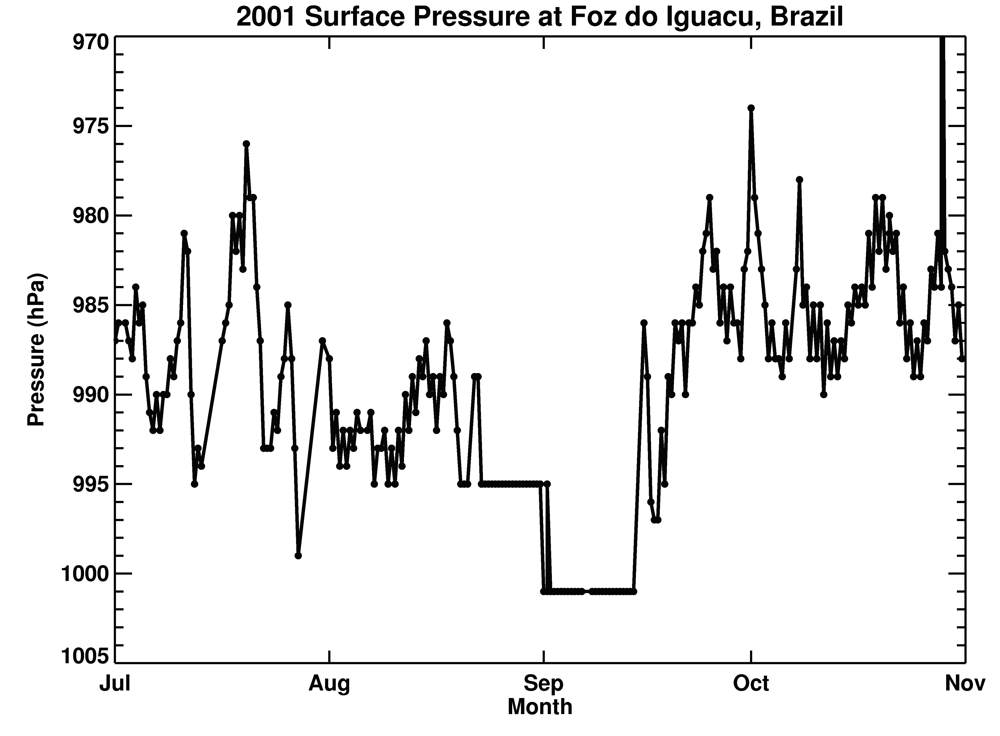 2001 Surface Pressure at Foz do Iguacu, Brazil
970
975
980
985
990
995
1000
1005
Pressure (hPa)
Jul Aug Sep Oct Nov
Month